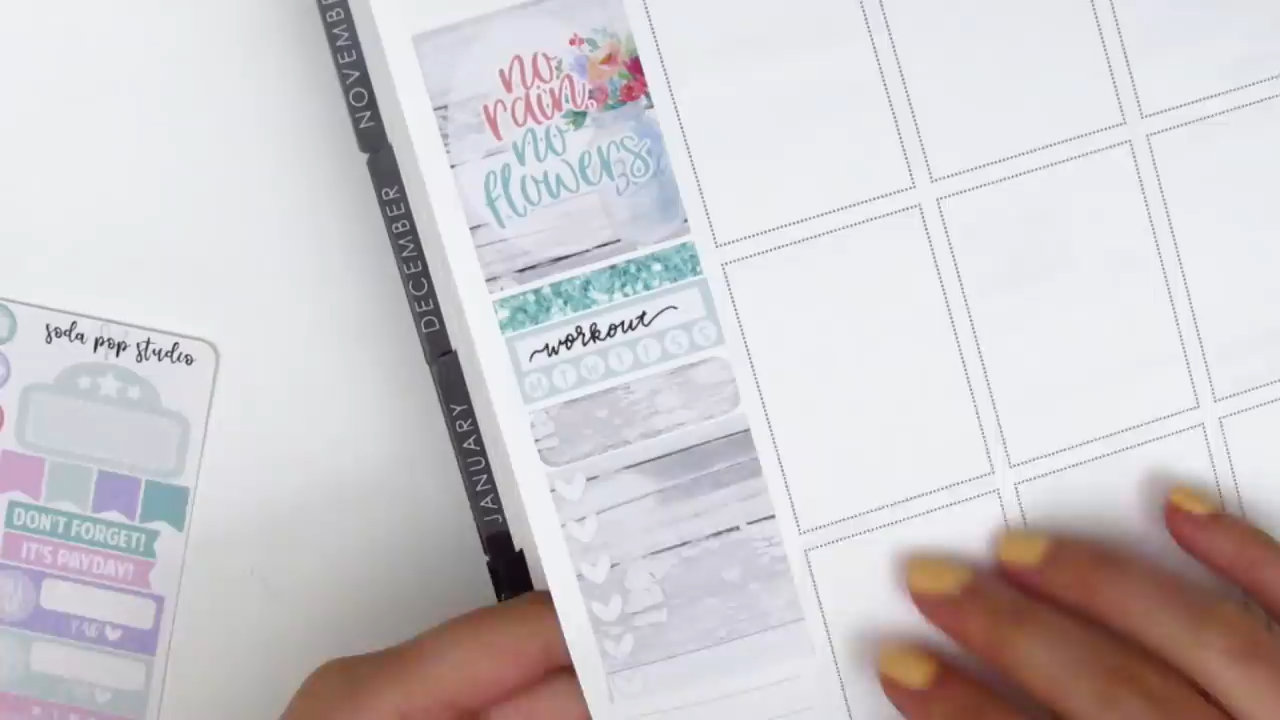 NOVEMBER
DECEMBER
JANUARY
no
rain,
no
flowers
workout
M T W T F S S
soda pop studio
DON'T FORGET!
IT'S PAYDAY!